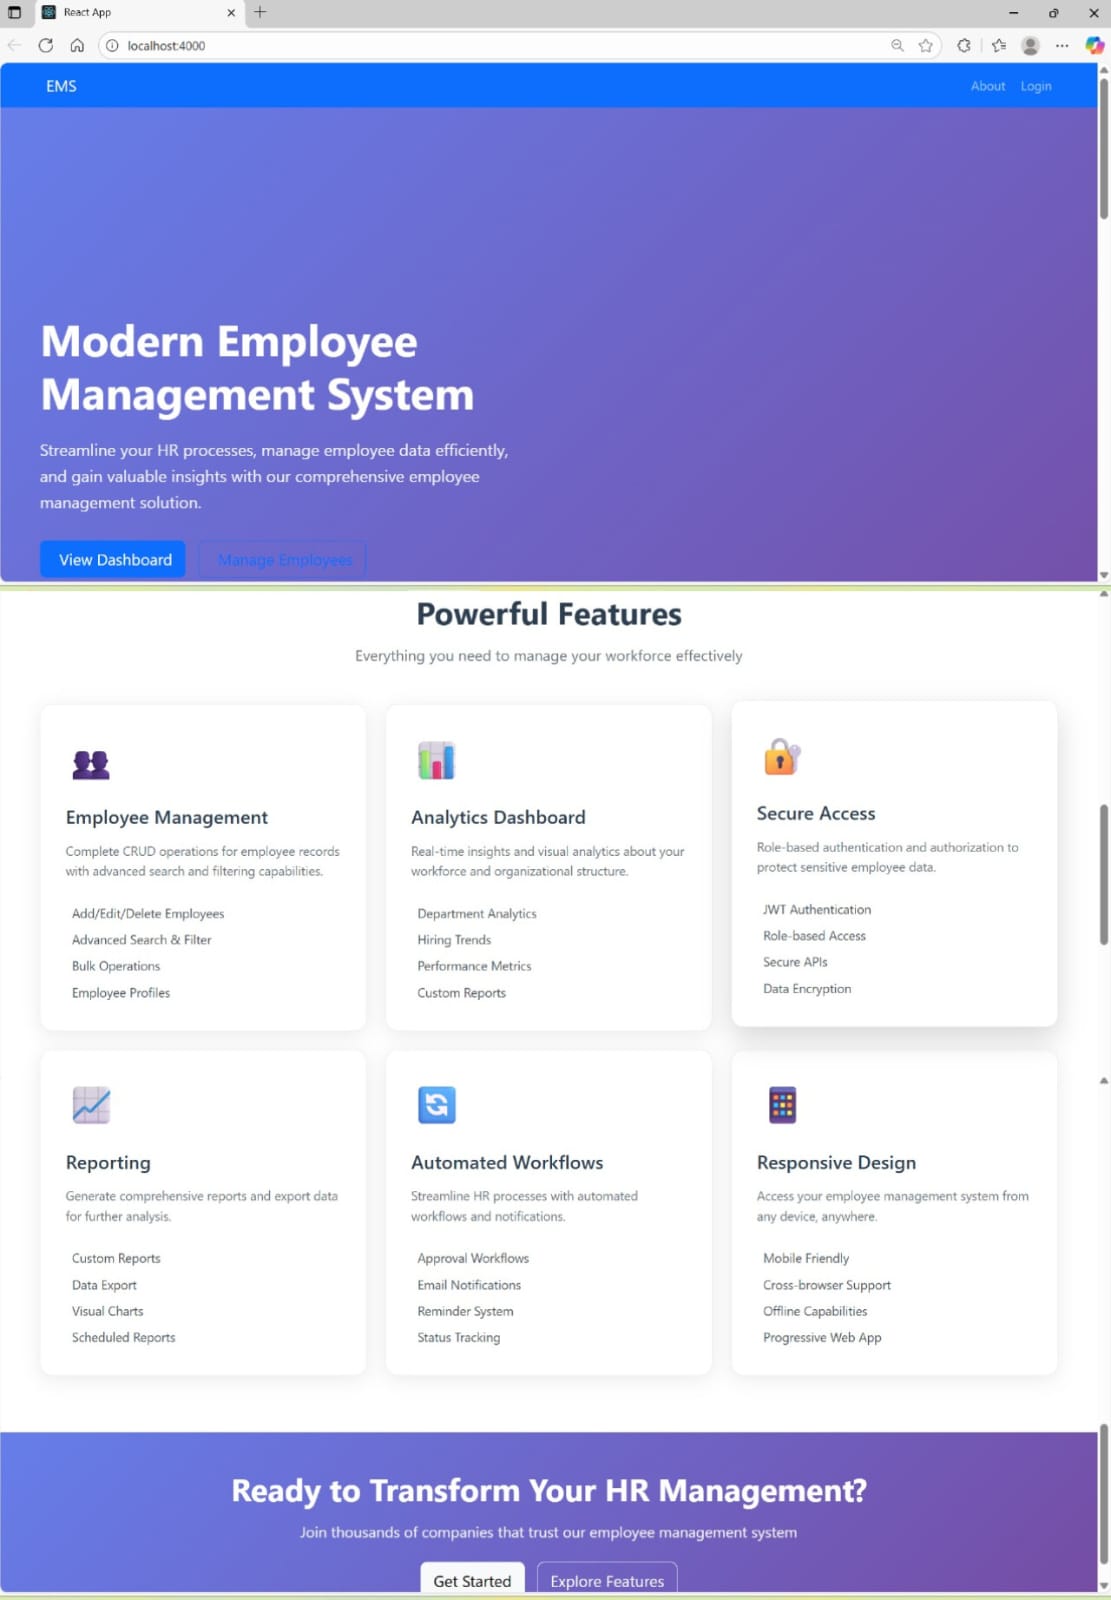 React App
localhost:4000
EMS
About Login
Modern Employee
Management System
Streamline your HR processes, manage employee data efficiently,
and gain valuable insights with our comprehensive employee
management solution.
View Dashboard Manage Employees
Powerful Features
Everything you need to manage your workforce effectively
Employee Management
Complete CRUD operations for employee records
with advanced search and filtering capabilities.
Add/Edit/Delete Employees
Advanced Search & Filter
Bulk Operations
Employee Profiles
Analytics Dashboard
Real-time insights and visual analytics about your
workforce and organizational structure.
Department Analytics
Hiring Trends
Performance Metrics
Custom Reports
Secure Access
Role-based authentication and authorization to
protect sensitive employee data.
JWT Authentication
Role-based Access
Secure APIs
Data Encryption
Reporting
Generate comprehensive reports and export data
for further analysis.
Custom Reports
Data Export
Visual Charts
Scheduled Reports
Automated Workflows
Streamline HR processes with automated
workflows and notifications.
Approval Workflows
Email Notifications
Reminder System
Status Tracking
Responsive Design
Access your employee management system from
any device, anywhere.
Mobile Friendly
Cross-browser Support
Offline Capabilities
Progressive Web App
Ready to Transform Your HR Management?
Join thousands of companies that trust our employee management system
Get Started Explore Features